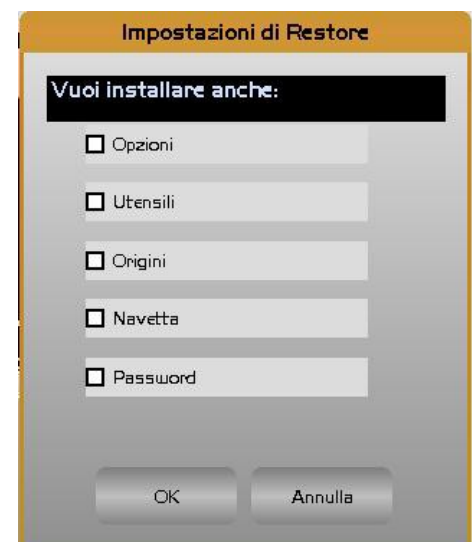 Impostazioni di Restore
Vuoi installare anche:
Opzioni
Utensili
Origini
Navetta
Password
OK
Annulla